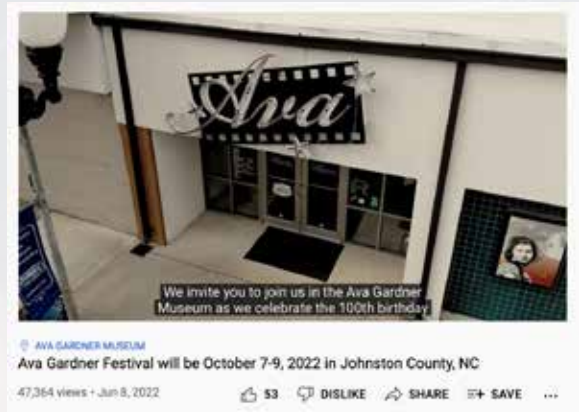 Ava
We invite you to join us in the Ava Gardner
Museum as we celebrate the 100th birthday
AVA GARDNER MUSEUM
Ava Gardner Festival will be October 7-9, 2022 in Johnston County, NC
47,364 views • Jun 8, 2022 53 DISLIKE SHARE SAVE ...